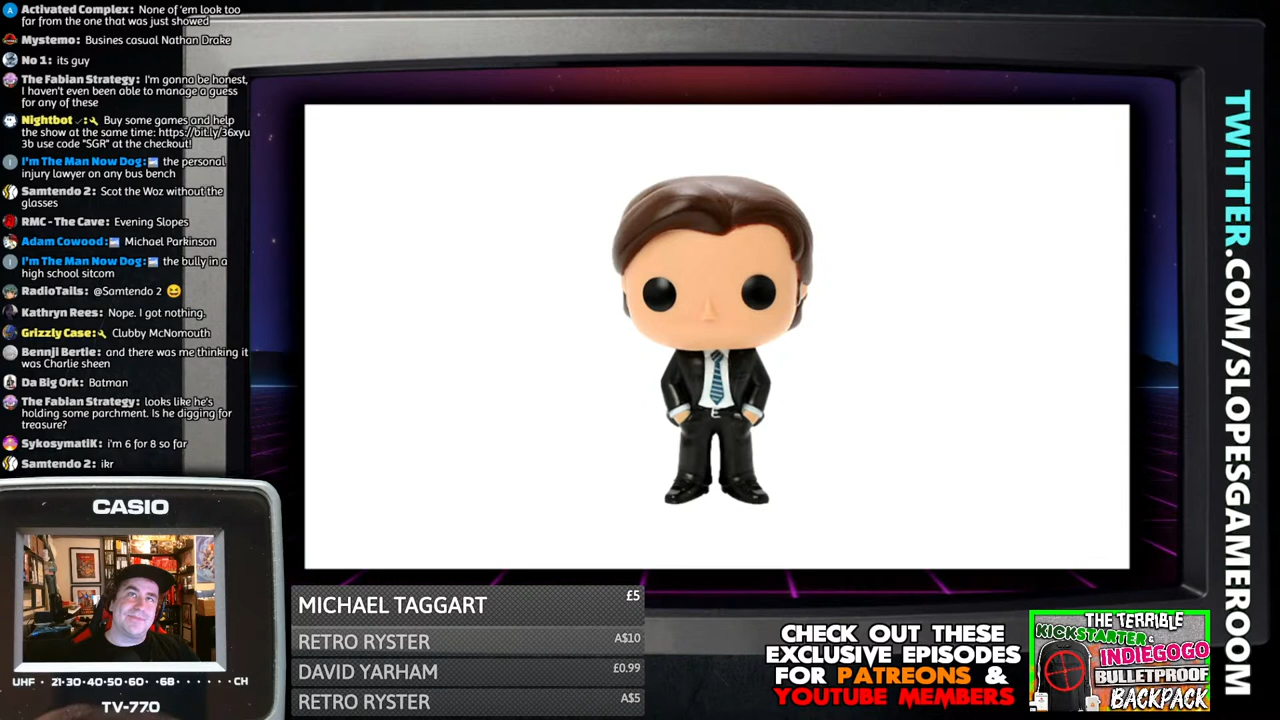 Activated Complex: None of 'em look too
far from the one that was just showed
Mystemo: Busines casual Nathan Drake
No 1: its guy
The Fabian Strategy: I'm gonna be honest,
I haven't even been able to manage a guess
for any of these
Nightbot: Buy some games and help
the show at the same time: https://bit.ly/36xyu
3b use code "SGR" at the checkout!
I'm The Man Now Dog: the personal
injury lawyer on any bus bench
Samtendo 2: Scot the Woz without the
glasses
RMC - The Cave: Evening Slopes
Adam Cowood: Michael Parkinson
I'm The Man Now Dog: the bully in a
high school sitcom
RadioTails: @Samtendo 2 😆
Kathryn Rees: Nope. I got nothing.
Grizzly Case: Clubby McNomouth
Bennji Bertie: and there was me thinking it
was Charlie sheen
Da Big Ork: Batman
The Fabian Strategy: looks like he's
holding some parchment. Is he digging for
treasure?
SykosymatiK: i'm 6 for 8 so far
Samtendo 2: ikr
CASIO
UHF • 21·30·40·50·60 · ·68 · · · · · · CH
TV-770
MICHAEL TAGGART £5
RETRO RYSTER A$10
DAVID YARHAM £0.99
RETRO RYSTER A$5
CHECK OUT THESE
EXCLUSIVE EPISODES
FOR PATREONS &
YOUTUBE MEMBERS
THE TERRIBLE
KICKSTARTER &
INDIEGOGO
BULLETPROOF
BACKPACK
TWITTER.COM/SLOPESGAMEROOM